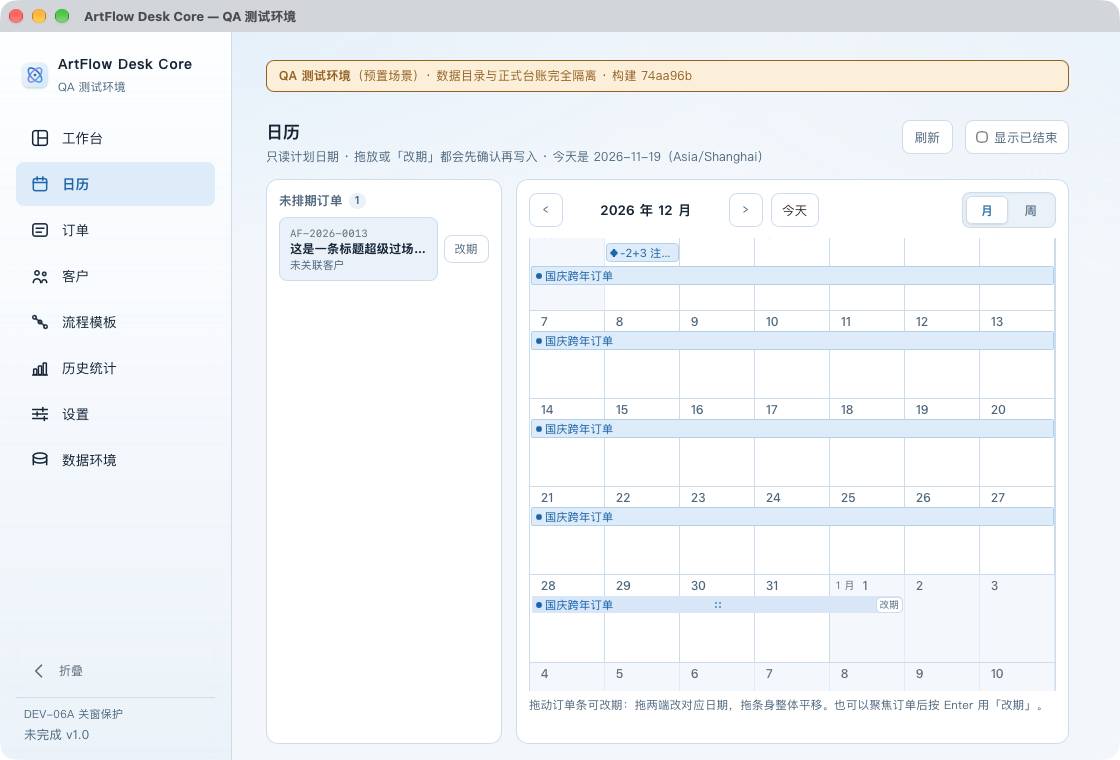 ArtFlow Desk Core — QA 测试环境
ArtFlow Desk Core
QA 测试环境
工作台
日历
订单
客户
流程模板
历史统计
设置
数据环境
折叠
DEV-06A 关窗保护
未完成 v1.0
QA 测试环境（预置场景）· 数据目录与正式台账完全隔离 · 构建 74aa96b
日历
只读计划日期 · 拖放或「改期」都会先确认再写入 · 今天是 2026-11-19（Asia/Shanghai）
刷新
显示已结束
未排期订单 1
AF-2026-0013
这是一条标题超级过场...
未关联客户
改期
2026 年 12 月
今天
月
周
-2+3 注...
国庆跨年订单
7 8 9 10 11 12 13
国庆跨年订单
14 15 16 17 18 19 20
国庆跨年订单
21 22 23 24 25 26 27
国庆跨年订单
28 29 30 31 1 月 1 2 3
国庆跨年订单 改期
4 5 6 7 8 9 10
拖动订单条可改期：拖两端改对应日期，拖条身整体平移。也可以聚焦订单后按 Enter 用「改期」。